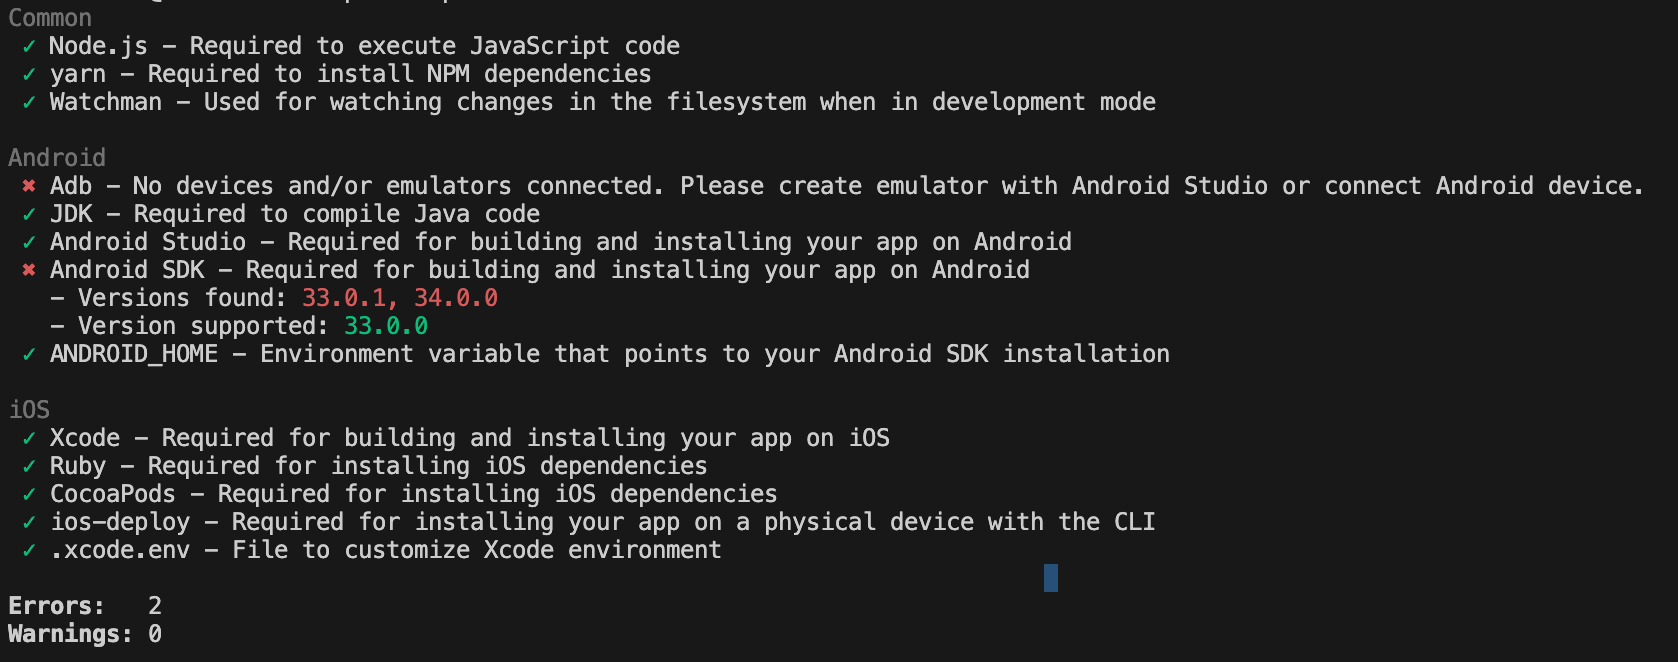 Common
✓ Node.js – Required to execute JavaScript code
✓ yarn – Required to install NPM dependencies
✓ Watchman – Used for watching changes in the filesystem when in development mode
Android
✖ Adb – No devices and/or emulators connected. Please create emulator with Android Studio or connect Android device.
✓ JDK – Required to compile Java code
✓ Android Studio – Required for building and installing your app on Android
✖ Android SDK – Required for building and installing your app on Android
– Versions found: 33.0.1, 34.0.0
– Version supported: 33.0.0
✓ ANDROID_HOME – Environment variable that points to your Android SDK installation
iOS
✓ Xcode – Required for building and installing your app on iOS
✓ Ruby – Required for installing iOS dependencies
✓ CocoaPods – Required for installing iOS dependencies
✓ ios-deploy – Required for installing your app on a physical device with the CLI
✓ .xcode.env – File to customize Xcode environment
Errors: 2
Warnings: 0